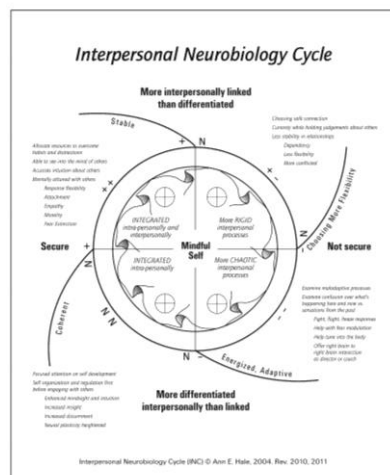 Interpersonal Neurobiology Cycle
More interpersonally linked
than differentiated
Stable
Allocate resources to overcome
habits and distractions
Able to see into the mind of others
Accurate intuition about others
Mentally attuned with others
Response flexibility
Attachment
Empathy
Morality
Fear Extinction
Choosing safe connection
Curiosity while holding judgements about others
Less stability in relationships
Dependency
Less flexibility
More conflicted
+ N
+ +
+ -
INTEGRATED
intra-personally and
interpersonally
More RIGID
interpersonal
processes
Choosing More Flexibility
Secure
+
N
Mindful
Self
N
-
Not secure
INTEGRATED
intra-personally
More CHAOTIC
interpersonal
processes
Coherent
N N
- -
N -
Energized, Adaptive
Examine maladaptive processes
Examine confusion over what's
happening here and now vs
sensations from the past
Fight, flight, freeze responses
Help with fear modulation
Help tune into the body
Offer right brain to
right brain interaction
as director or coach
Focused attention on self development
Self organization and regulation first
before engaging with others
Enhanced mindsight and intuition
Increased insight
Increased discernment
Neural plasticity heightened
More differentiated
interpersonally than linked
Interpersonal Neurobiology Cycle (INC) © Ann E. Hale, 2004. Rev. 2010, 2011